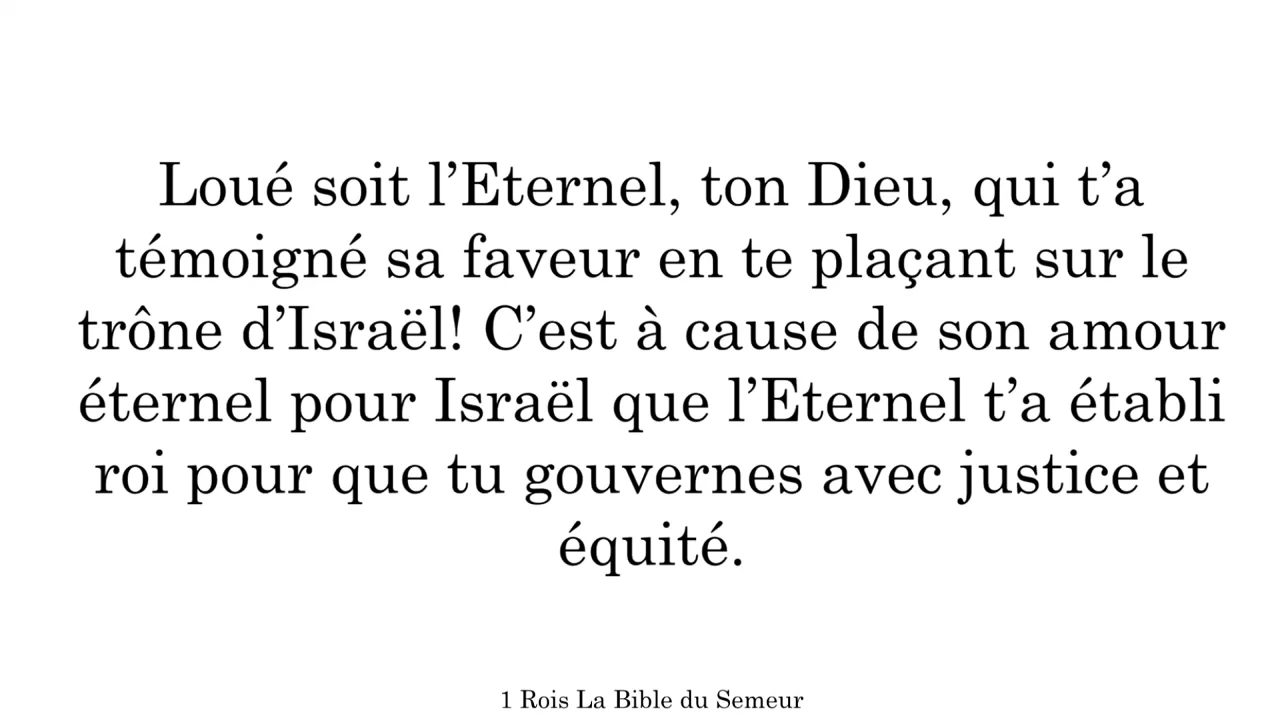 Loué soit l’Eternel, ton Dieu, qui t’a
témoigné sa faveur en te plaçant sur le
trône d’Israël! C’est à cause de son amour
éternel pour Israël que l’Eternel t’a établi
roi pour que tu gouvernes avec justice et
équité.
1 Rois La Bible du Semeur